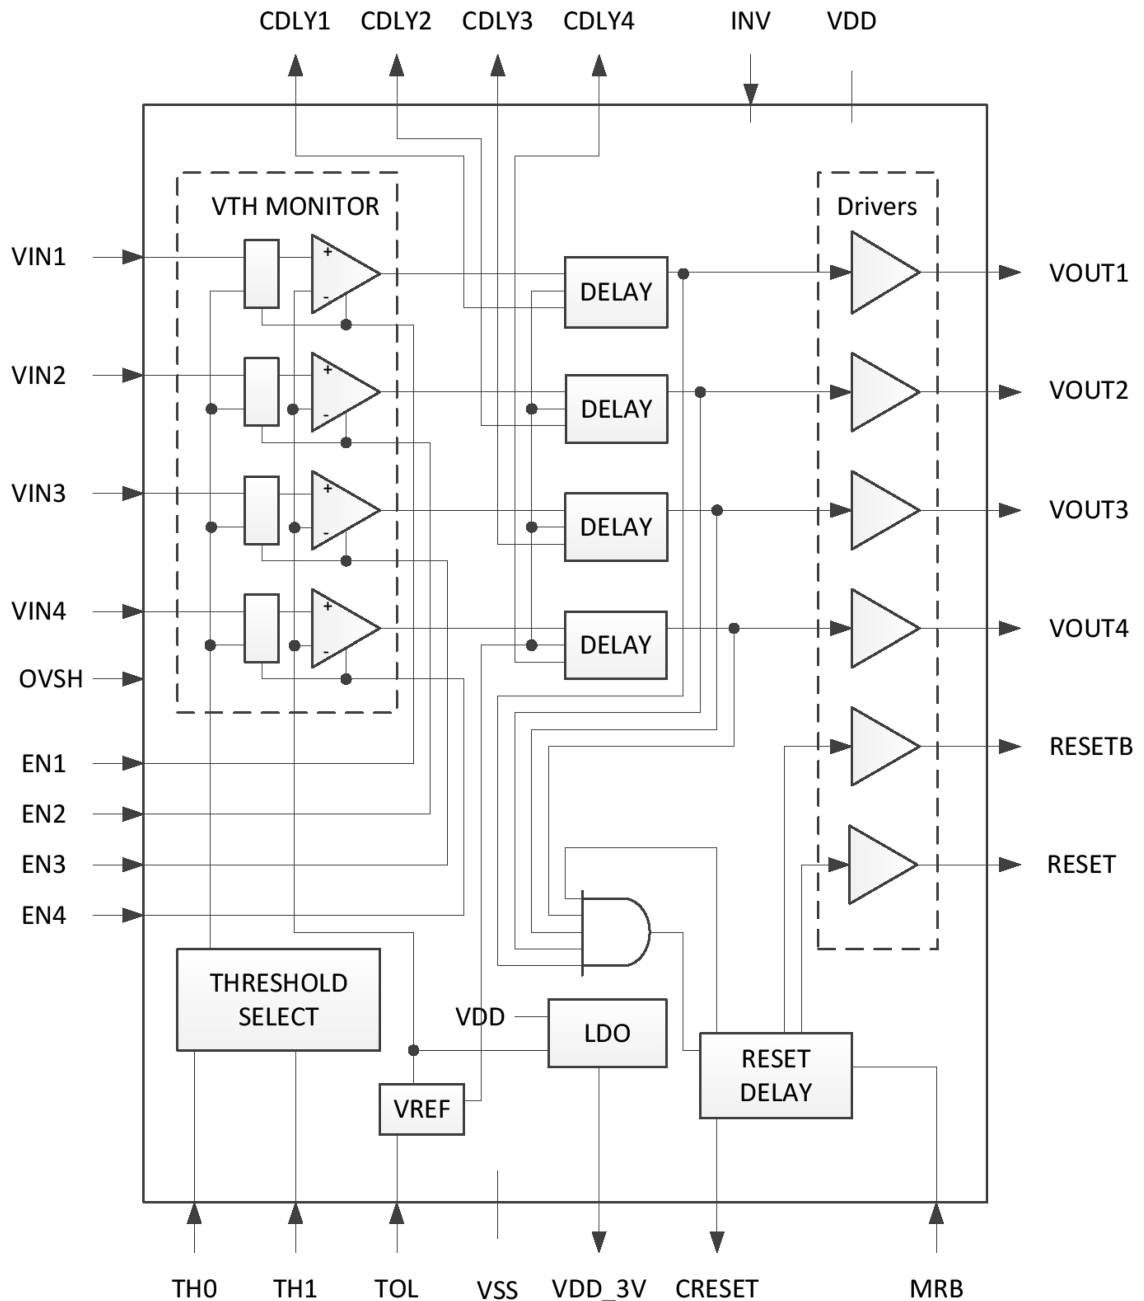 CDLY1 CDLY2 CDLY3 CDLY4 INV VDD
VTH MONITOR
Drivers
VIN1
+
-
DELAY
VOUT1
VIN2
+
-
DELAY
VOUT2
VIN3
+
-
DELAY
VOUT3
VIN4
+
-
DELAY
VOUT4
OVSH
EN1
RESETB
EN2
EN3
RESET
EN4
THRESHOLD
SELECT
VDD
LDO
RESET
DELAY
VREF
TH0 TH1 TOL VSS VDD_3V CRESET MRB